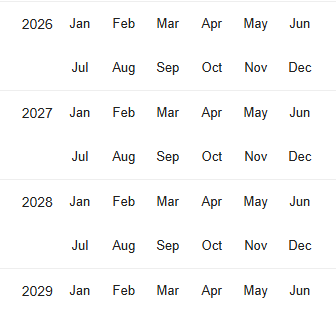 2026 Jan Feb Mar Apr May Jun
Jul Aug Sep Oct Nov Dec
2027 Jan Feb Mar Apr May Jun
Jul Aug Sep Oct Nov Dec
2028 Jan Feb Mar Apr May Jun
Jul Aug Sep Oct Nov Dec
2029 Jan Feb Mar Apr May Jun